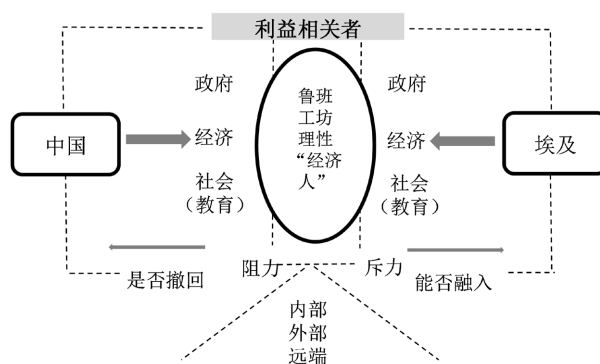 利益相关者
政府
鲁班
工坊
理性
“经济
人”
政府
中国
经济
经济
埃及
社会
（教育）
社会
（教育）
是否撤回
阻力
斥力
能否融入
内部
外部
远端